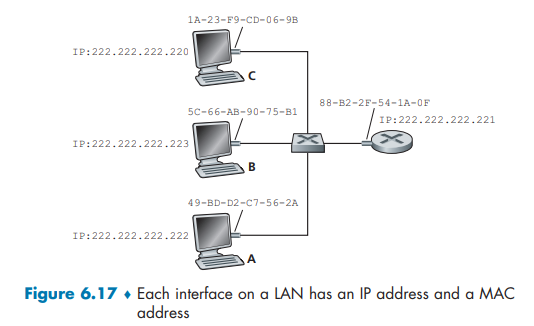 1A-23-F9-CD-06-9B
IP:222.222.222.220
C
88-B2-2F-54-1A-0F
5C-66-AB-90-75-B1
IP:222.222.222.221
IP:222.222.222.223
B
49-BD-D2-C7-56-2A
IP:222.222.222.222
A
Figure 6.17 ♦ Each interface on a LAN has an IP address and a MAC
address